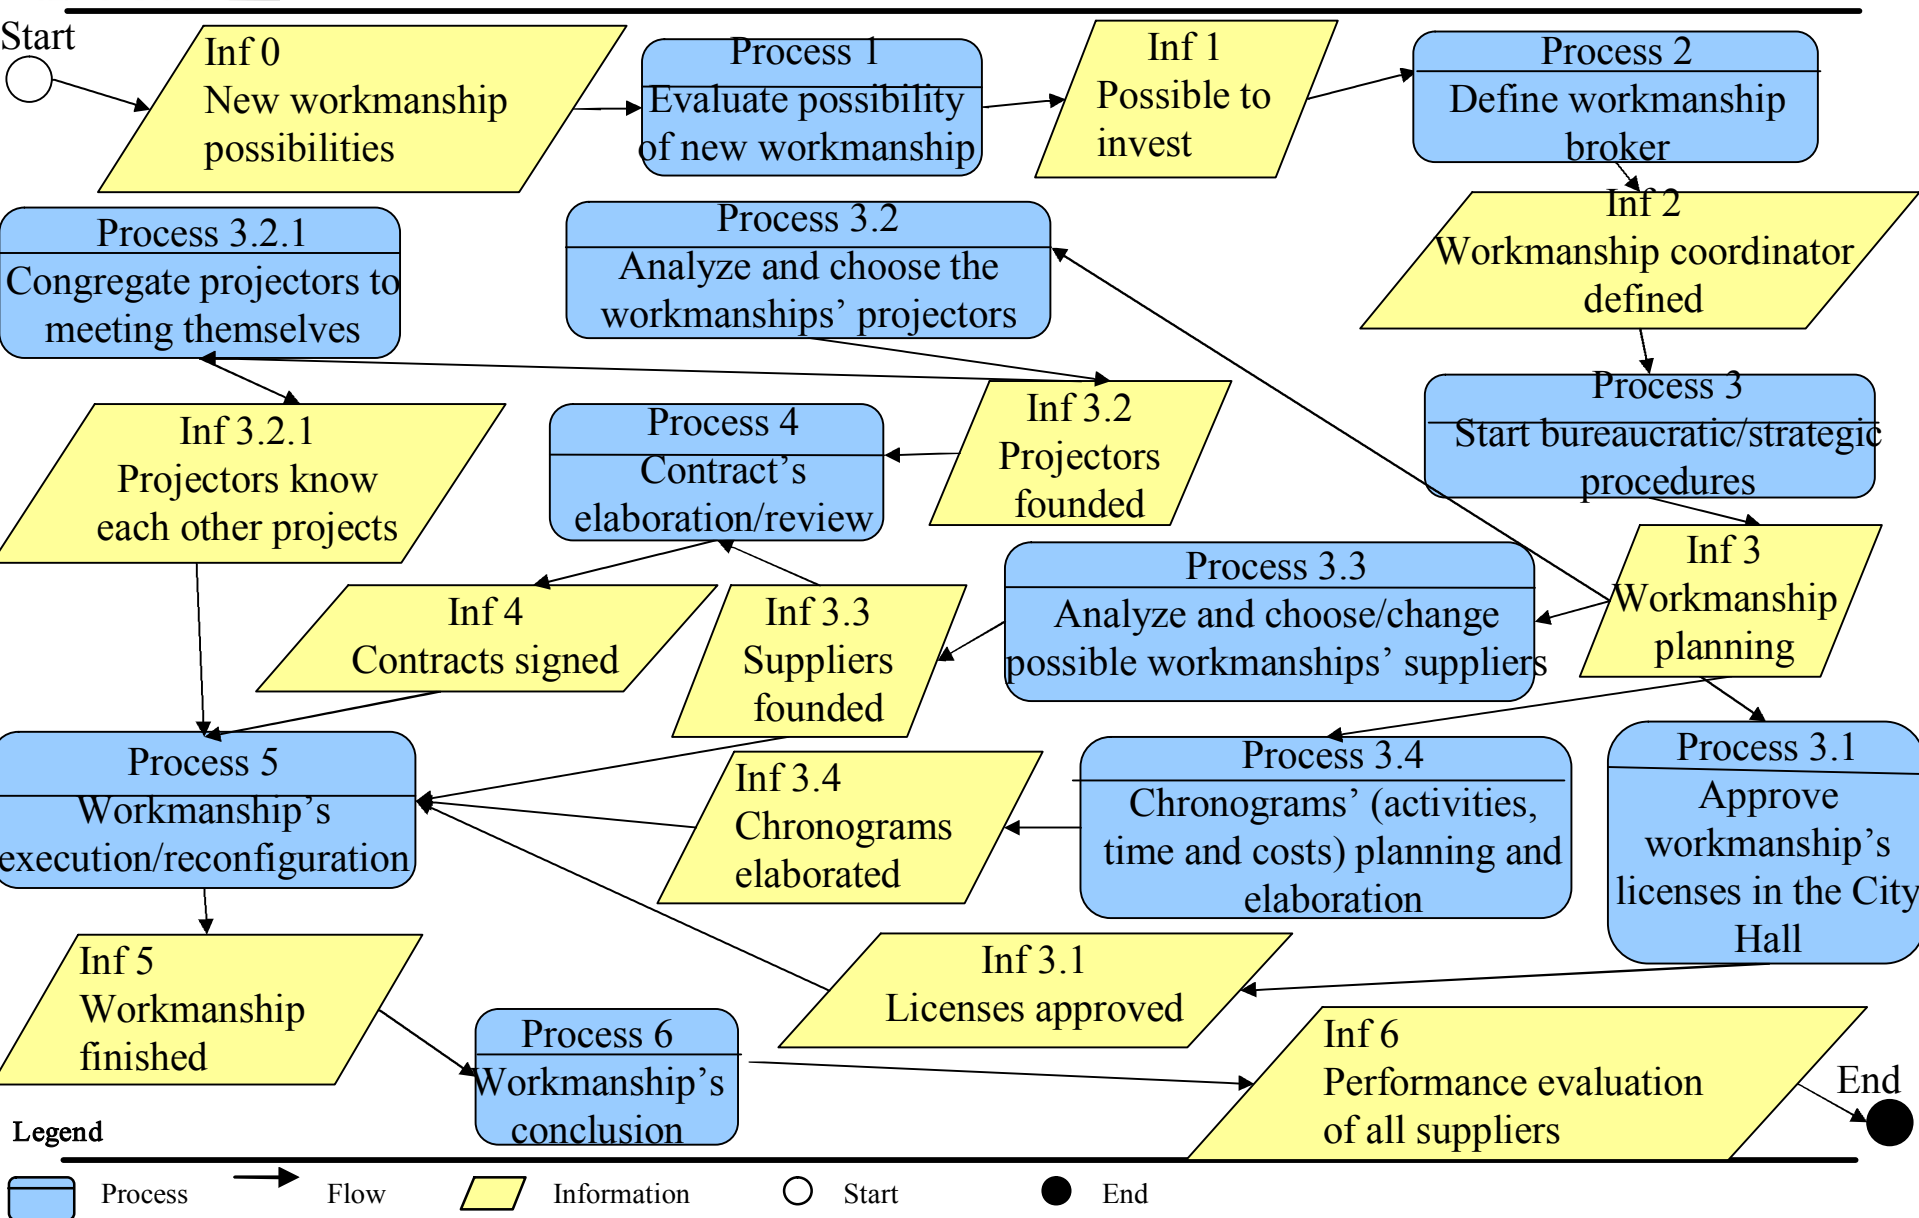 Start
Inf 0
New workmanship
possibilities
Process 1
Evaluate possibility
of new workmanship
Inf 1
Possible to
invest
Process 2
Define workmanship
broker
Process 3.2.1
Congregate projectors to
meeting themselves
Process 3.2
Analyze and choose the
workmanships’ projectors
Inf 2
Workmanship coordinator
defined
Inf 3.2.1
Projectors know
each other projects
Process 4
Contract’s
elaboration/review
Inf 3.2
Projectors
founded
Process 3
Start bureaucratic/strategic
procedures
Inf 4
Contracts signed
Inf 3.3
Suppliers
founded
Process 3.3
Analyze and choose/change
possible workmanships’ suppliers
Inf 3
Workmanship
planning
Process 5
Workmanship’s
execution/reconfiguration
Inf 3.4
Chronograms
elaborated
Process 3.4
Chronograms’ (activities,
time and costs) planning and
elaboration
Process 3.1
Approve
workmanship’s
licenses in the City
Hall
Inf 5
Workmanship
finished
Process 6
Workmanship’s
conclusion
Inf 3.1
Licenses approved
Inf 6
Performance evaluation
of all suppliers
End
Legend
Process
Flow
Information
Start
End